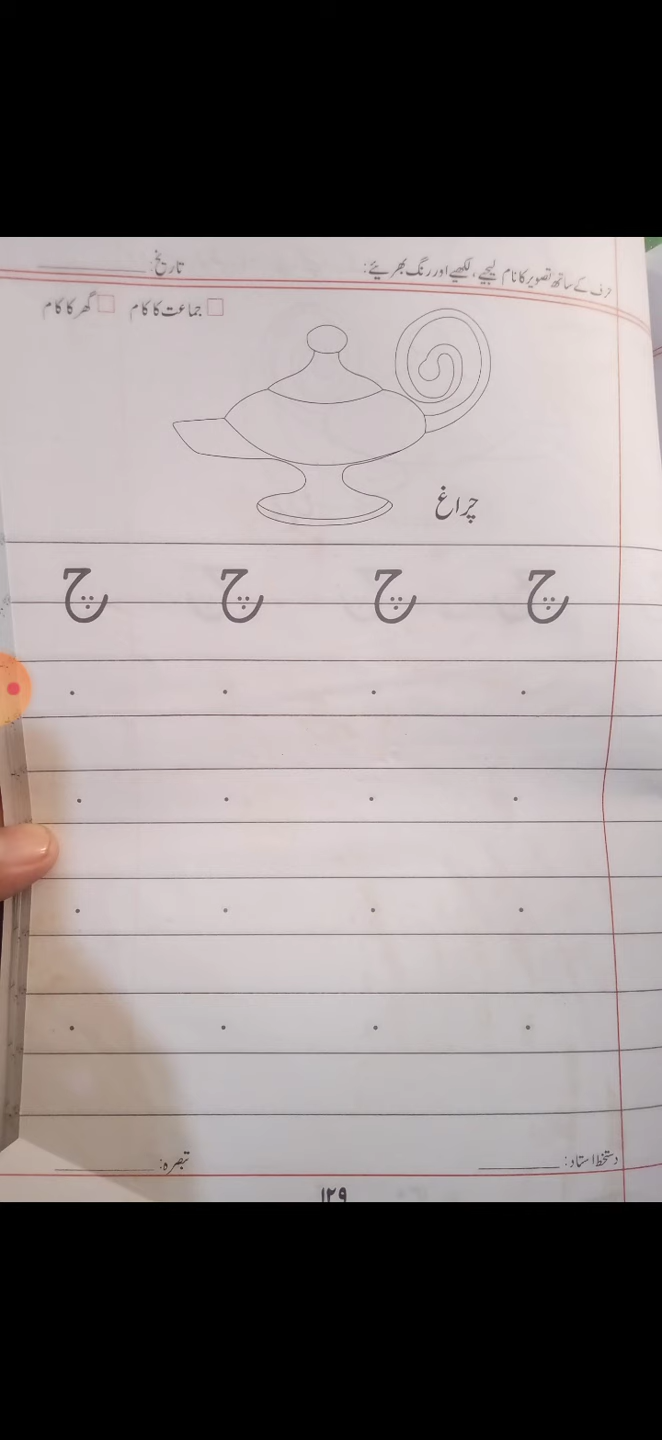 حرف کے ساتھ تصویر کا نام لیجیے، لکھیے اور رنگ بھریئے: تاریخ:
جماعت کا کام گھر کا کام
چراغ
چ چ چ چ
دستخط استاد: تبصرہ:
۱۲۹